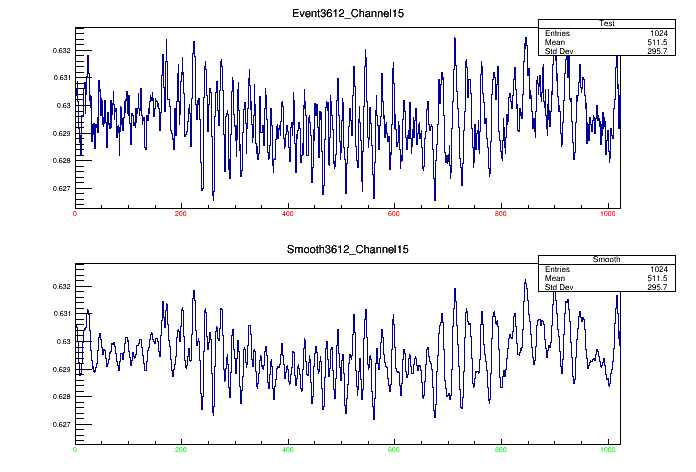 Event3612_Channel15
Test
Entries 1024
Mean 511.5
Std Dev 295.7
0.632
0.631
0.63
0.629
0.628
0.627
0 200 400 600 800 1000
Smooth3612_Channel15
Smooth
Entries 1024
Mean 511.5
Std Dev 295.7
0.632
0.631
0.63
0.629
0.628
0.627
0 200 400 600 800 1000